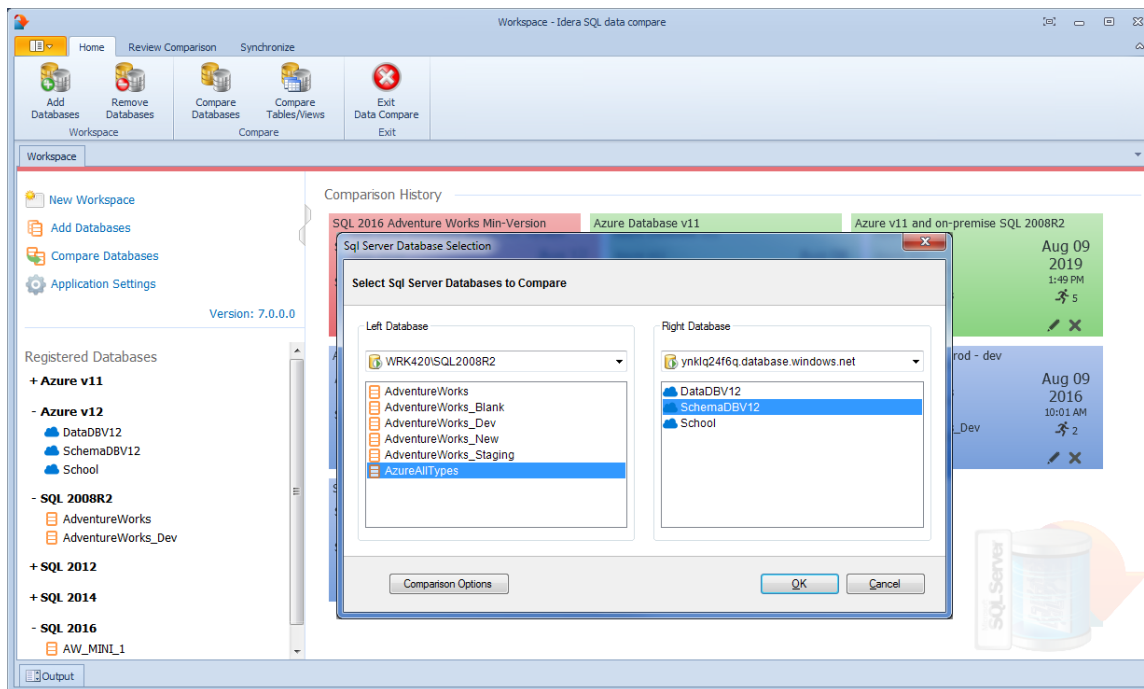 Workspace - Idera SQL data compare
Home Review Comparison Synchronize
Add Databases
Remove Databases
Compare Databases
Compare Tables/Views
Exit Data Compare
Workspace Compare Exit
Workspace
New Workspace
Add Databases
Compare Databases
Application Settings
Version: 7.0.0.0
Registered Databases
+ Azure v11
- Azure v12
DataDBV12
SchemaDBV12
School
- SQL 2008R2
AdventureWorks
AdventureWorks_Dev
+ SQL 2012
+ SQL 2014
- SQL 2016
AW_MINI_1
Output
Comparison History
SQL 2016 Adventure Works Min-Version
Azure Database v11
Azure v11 and on-premise SQL 2008R2
Aug 09
2019
1:49 PM
5
rod - dev
Aug 09
2016
10:01 AM
_Dev
2
Sql Server Database Selection
Select Sql Server Databases to Compare
Left Database
WRK420\SQL2008R2
AdventureWorks
AdventureWorks_Blank
AdventureWorks_Dev
AdventureWorks_New
AdventureWorks_Staging
AzureAllTypes
Right Database
ynklq24f6q.database.windows.net
DataDBV12
SchemaDBV12
School
Comparison Options
OK
Cancel
SQLServer